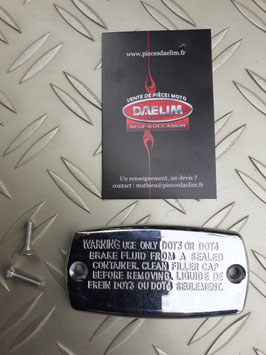 www.piecesdaelim.fr
VENTE DE PIÈCES MOTO
DAELIM
NEUF & OCCASION
Un renseignement, un devis ?
contact : mathieu@piecesdaelim.fr
WARNING USE ONLY DOT3 OR DOT4
BRAKE FLUID FROM A SEALED
CONTAINER. CLEAN FILLER CAP
BEFORE REMOVING. LIQUIDE DE
FREIN DOT3 OU DOT4 SEULEMENT.